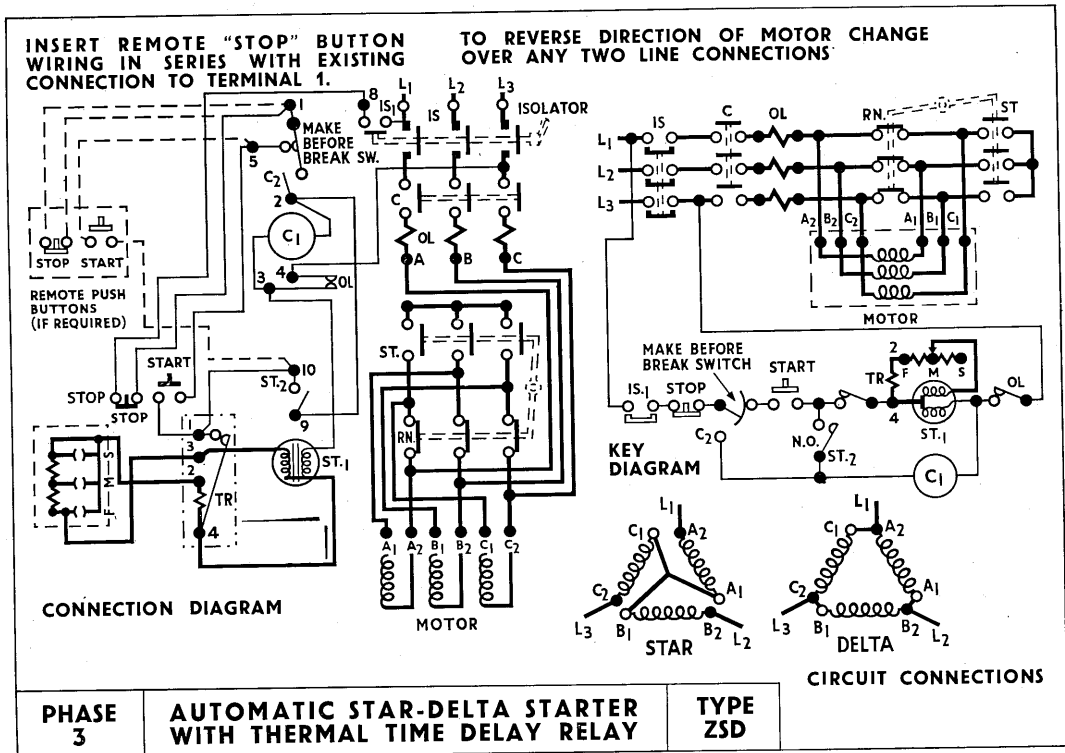 INSERT REMOTE "STOP" BUTTON
WIRING IN SERIES WITH EXISTING
CONNECTION TO TERMINAL 1.
TO REVERSE DIRECTION OF MOTOR CHANGE
OVER ANY TWO LINE CONNECTIONS
L1 L2 L3
8
IS1
IS
ISOLATOR
1
MAKE
BEFORE
BREAK SW.
5
C2
2
C1
C
OL
A B C
4
3
OL
STOP START
REMOTE PUSH
BUTTONS
(IF REQUIRED)
START
STOP
STOP
10
ST.2
9
ST.
RN.
ST.1
1
3
2
TR
4
S
M
F
A1 A2 B1 B2 C1 C2
MOTOR
CONNECTION DIAGRAM
IS C OL RN. ST
L1
L2
L3
A2 B2 C2 A1 B1 C1
MOTOR
MAKE BEFORE
BREAK SWITCH
START
IS.1 STOP
C2
N.O.
ST.2
TR
2
F M S
4
ST.1
OL
C1
KEY
DIAGRAM
L1
C1 A2
C2 A1
L3 B1 B2 L2
STAR
L1
C1 A2
C2 A1
L3 B1 B2 L2
DELTA
CIRCUIT CONNECTIONS
PHASE
3
AUTOMATIC STAR-DELTA STARTER
WITH THERMAL TIME DELAY RELAY
TYPE
ZSD